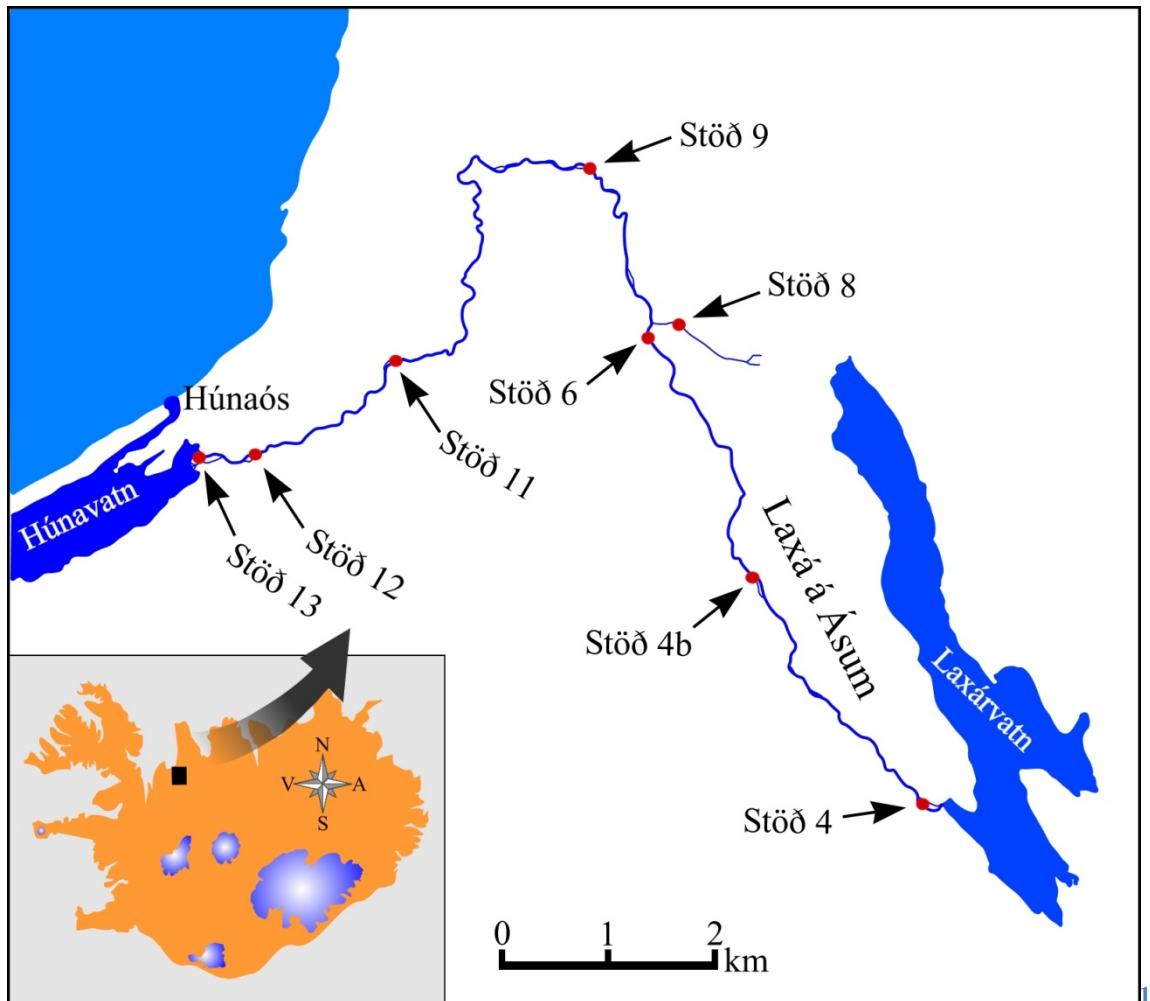 Stöð 9
Stöð 8
Stöð 6
Húnaós
Stöð 11
Húnavatn
Stöð 12
Stöð 13
Laxá á Ásum
Stöð 4b
Laxárvatn
Stöð 4
N
V
A
S
0 1 2
km